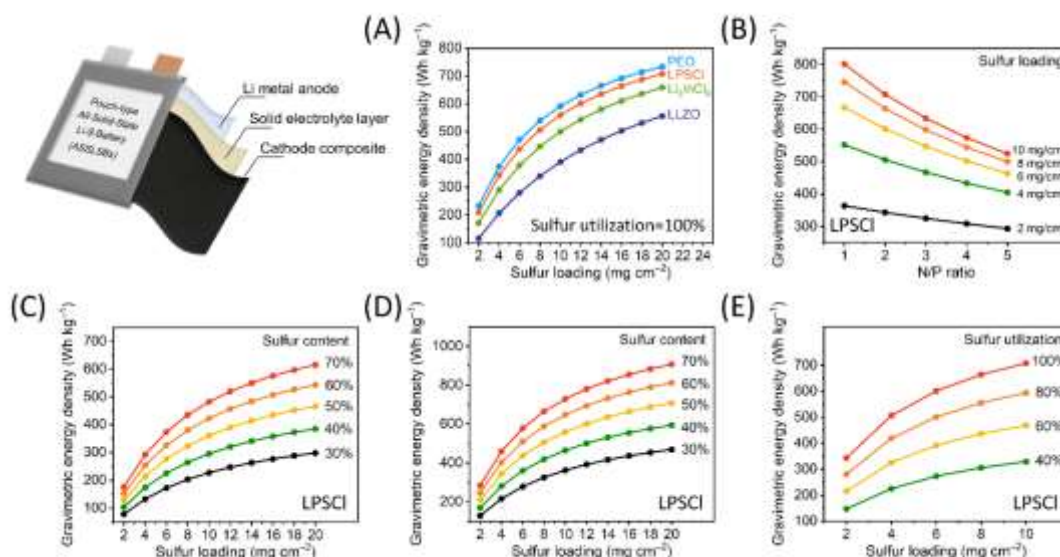 Pouch-type
All-Solid-State
Li-S Battery
(ASSLSBs)
Li metal anode
Solid electrolyte layer
Cathode composite
(A)
Gravimetric energy density (Wh kg⁻¹)
800
700
600
500
400
300
200
100
PEO
LPSCl
LLZO
Sulfur utilization=100%
2 4 6 8 10 12 14 16 18 20 22 24
Sulfur loading (mg cm⁻²)
(B)
Gravimetric energy density (Wh kg⁻¹)
800
700
600
500
400
300
Sulfur loading
10 mg/cm
8 mg/cm
6 mg/cm
4 mg/cm
2 mg/cm
LPSCl
1 2 3 4 5
N/P ratio
(C)
Gravimetric energy density (Wh kg⁻¹)
700
600
500
400
300
200
100
Sulfur content
70%
60%
50%
40%
30%
LPSCl
2 4 6 8 10 12 14 16 18 20
Sulfur loading (mg cm⁻²)
(D)
Gravimetric energy density (Wh kg⁻¹)
1000
800
600
400
200
Sulfur content
70%
60%
50%
40%
30%
LPSCl
2 4 6 8 10 12 14 16 18 20
Sulfur loading (mg cm⁻²)
(E)
Gravimetric energy density (Wh kg⁻¹)
700
600
500
400
300
200
100
Sulfur utilization
100%
80%
60%
40%
LPSCl
2 4 6 8 10
Sulfur loading (mg cm⁻²)